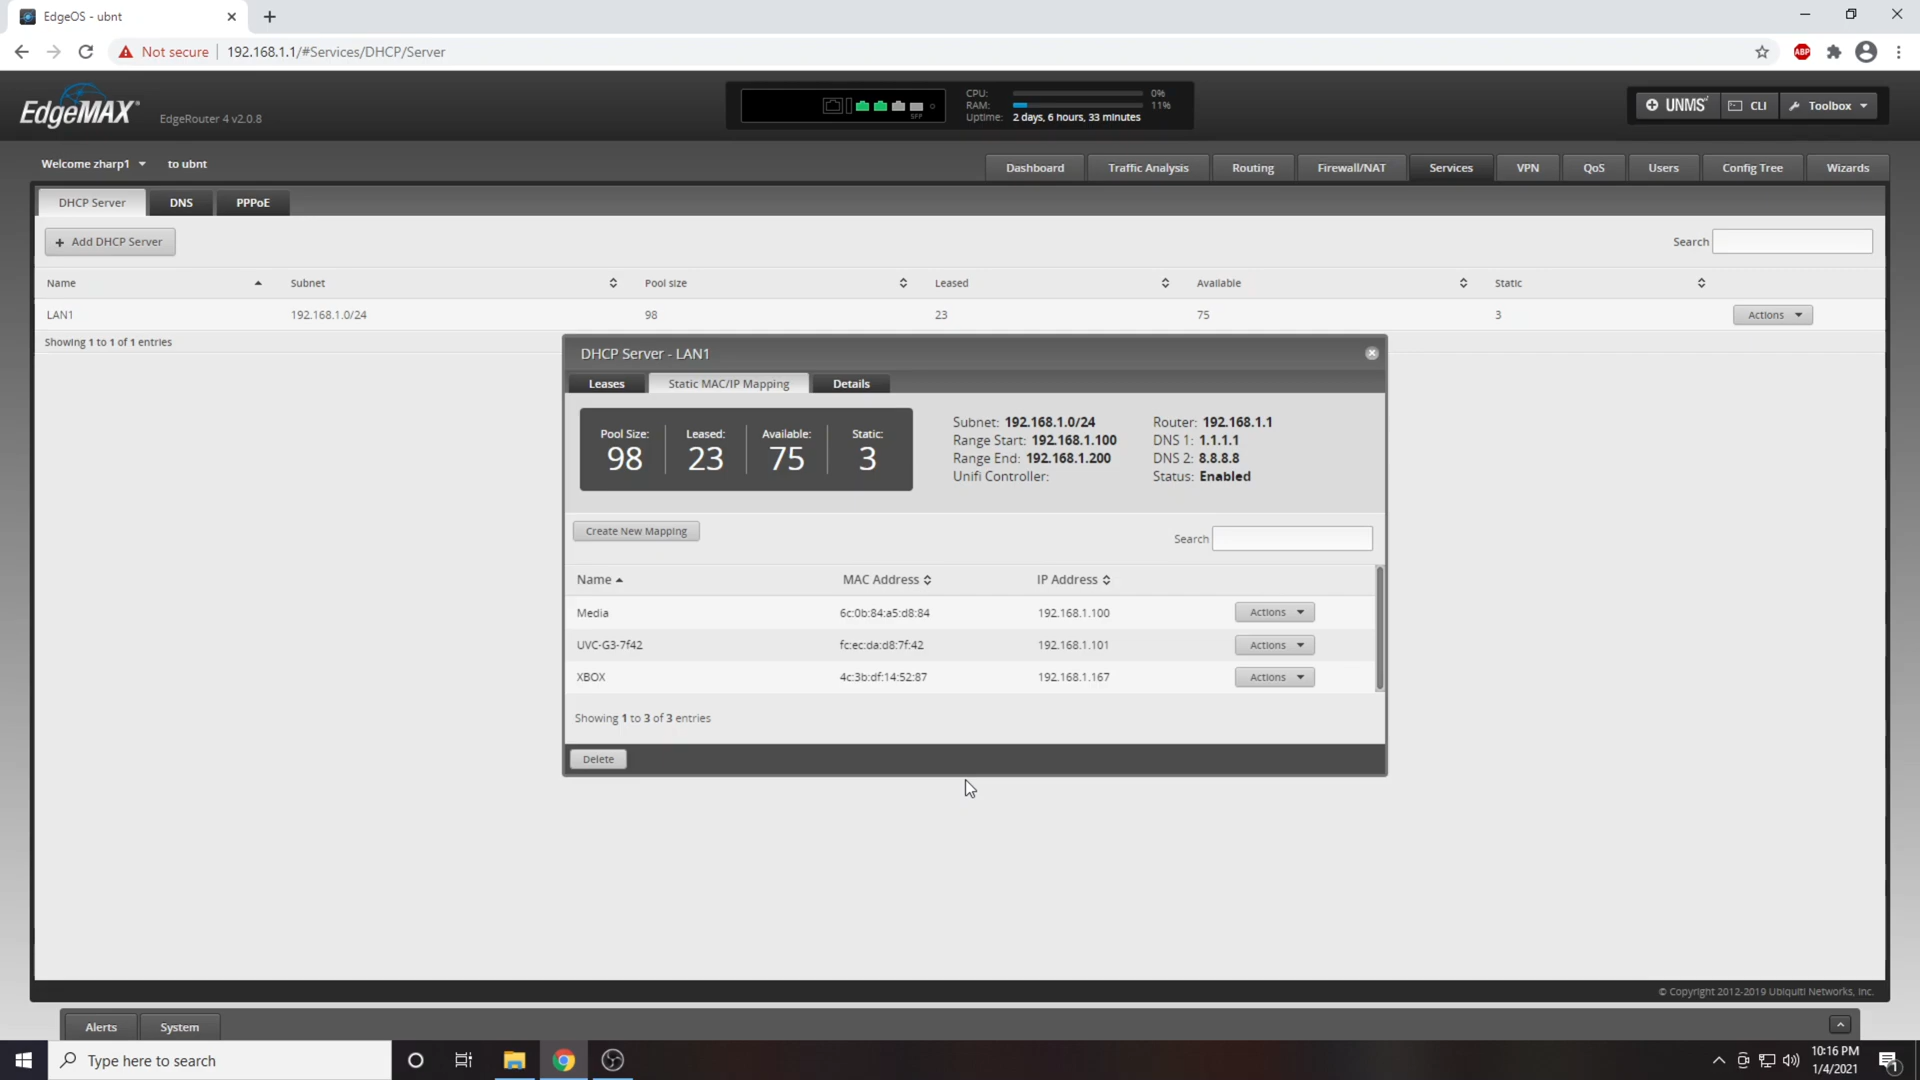 EdgeOS - ubnt
Not secure 192.168.1.1/#Services/DHCP/Server
ABP
EdgeMAX EdgeRouter 4 v2.0.8
SFP
CPU: 0%
RAM: 11%
Uptime: 2 days, 6 hours, 33 minutes
UNMS CLI Toolbox
Welcome zharp1 to ubnt
Dashboard Traffic Analysis Routing Firewall/NAT Services VPN QoS Users Config Tree Wizards
DHCP Server DNS PPPoE
+ Add DHCP Server Search
Name Subnet Pool size Leased Available Static
LAN1 192.168.1.0/24 98 23 75 3 Actions
Showing 1 to 1 of 1 entries
DHCP Server - LAN1
Leases Static MAC/IP Mapping Details
Pool Size: Leased: Available: Static:
98 23 75 3
Subnet: 192.168.1.0/24 Router: 192.168.1.1
Range Start: 192.168.1.100 DNS 1: 1.1.1.1
Range End: 192.168.1.200 DNS 2: 8.8.8.8
Unifi Controller: Status: Enabled
Create New Mapping Search
Name MAC Address IP Address
Media 6c:0b:84:a5:d8:84 192.168.1.100 Actions
UVC-G3-7f42 fc:ec:da:d8:7f:42 192.168.1.101 Actions
XBOX 4c:3b:df:14:52:87 192.168.1.167 Actions
Showing 1 to 3 of 3 entries
Delete
© Copyright 2012-2019 Ubiquiti Networks, Inc.
Alerts System
Type here to search
10:16 PM
1/4/2021
1